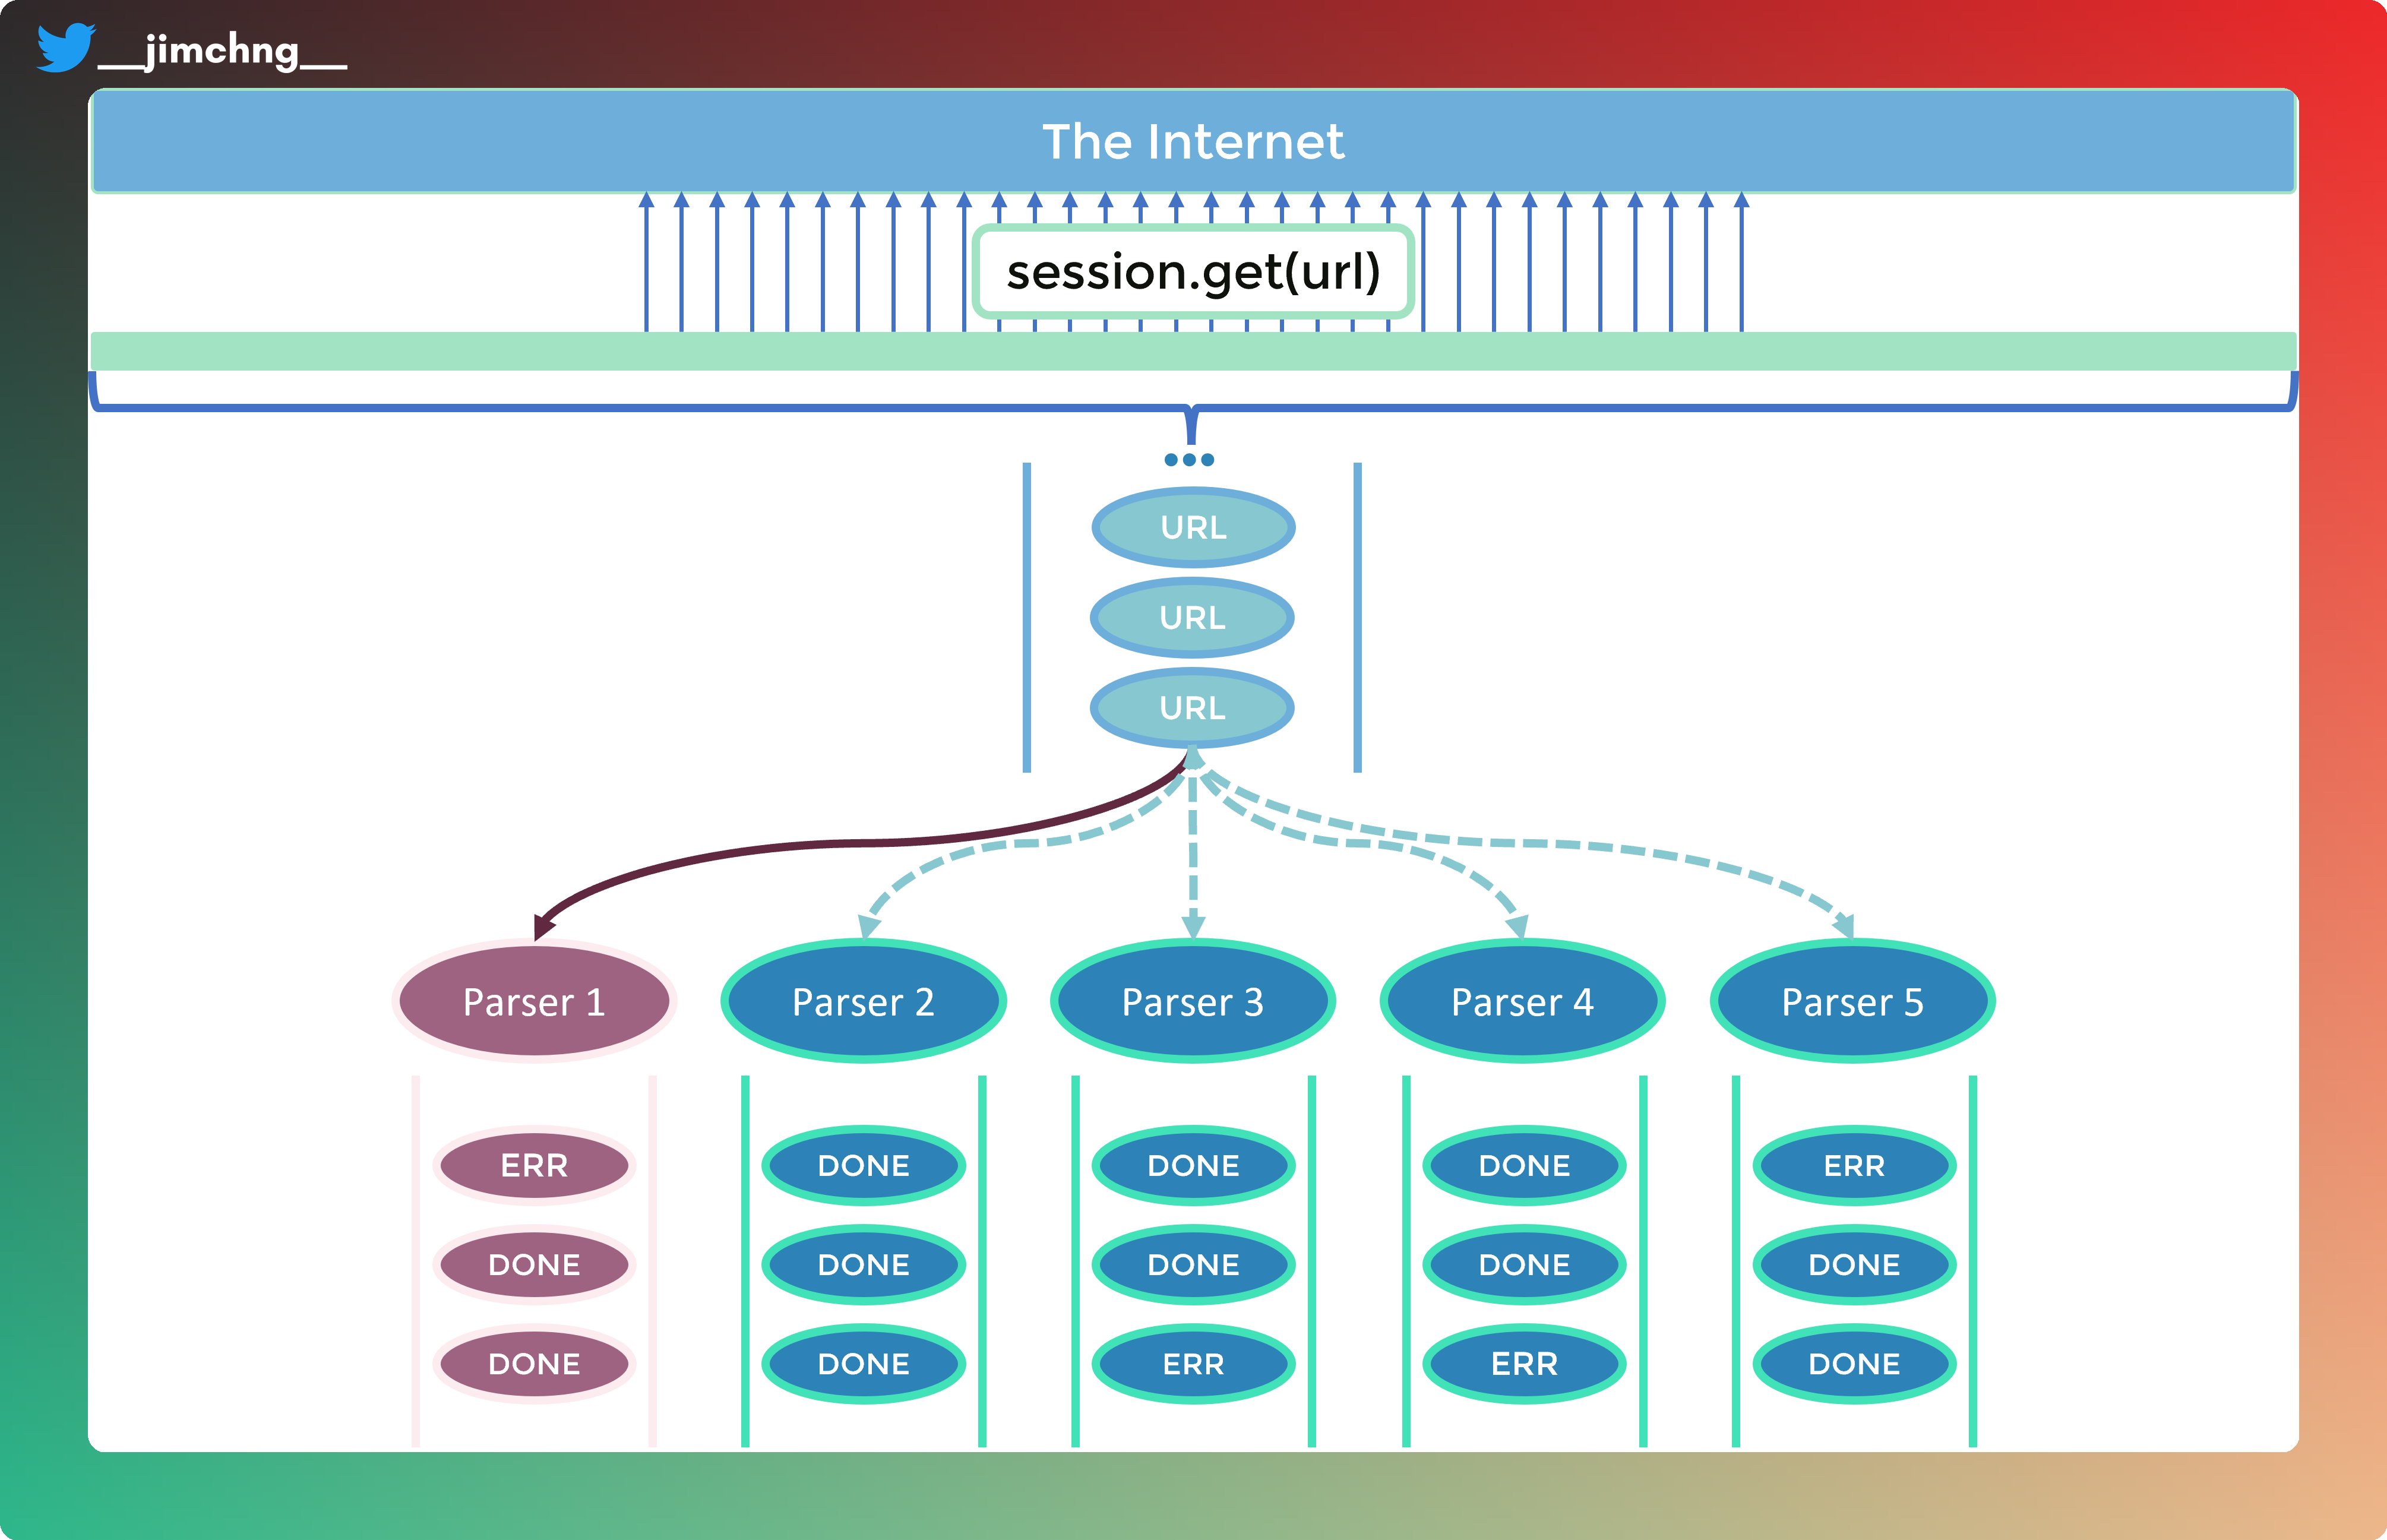 __jimchng__
The Internet
session.get(url)
URL
URL
URL
Parser 1 Parser 2 Parser 3 Parser 4 Parser 5
ERR DONE DONE DONE ERR
DONE DONE DONE DONE DONE
DONE DONE ERR ERR DONE